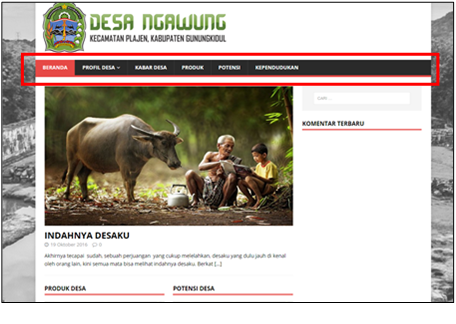 DESA NGAWUNG
KECAMATAN PLAJEN, KABUPATEN GUNUNGKIDUL
BERANDA PROFIL DESA KABAR DESA PRODUK POTENSI KEPENDUDUKAN
KOMENTAR TERBARU
INDAHNYA DESAKU
19 Oktober 2016 0
Akhirnya tecapai sudah, sebuah perjuangan yang cukup melelahkan, desaku yang dulu jauh di kenal
oleh orang lain, kini semua mata bisa melihat indahnya desaku. Berkat [...]
PRODUK DESA POTENSI DESA